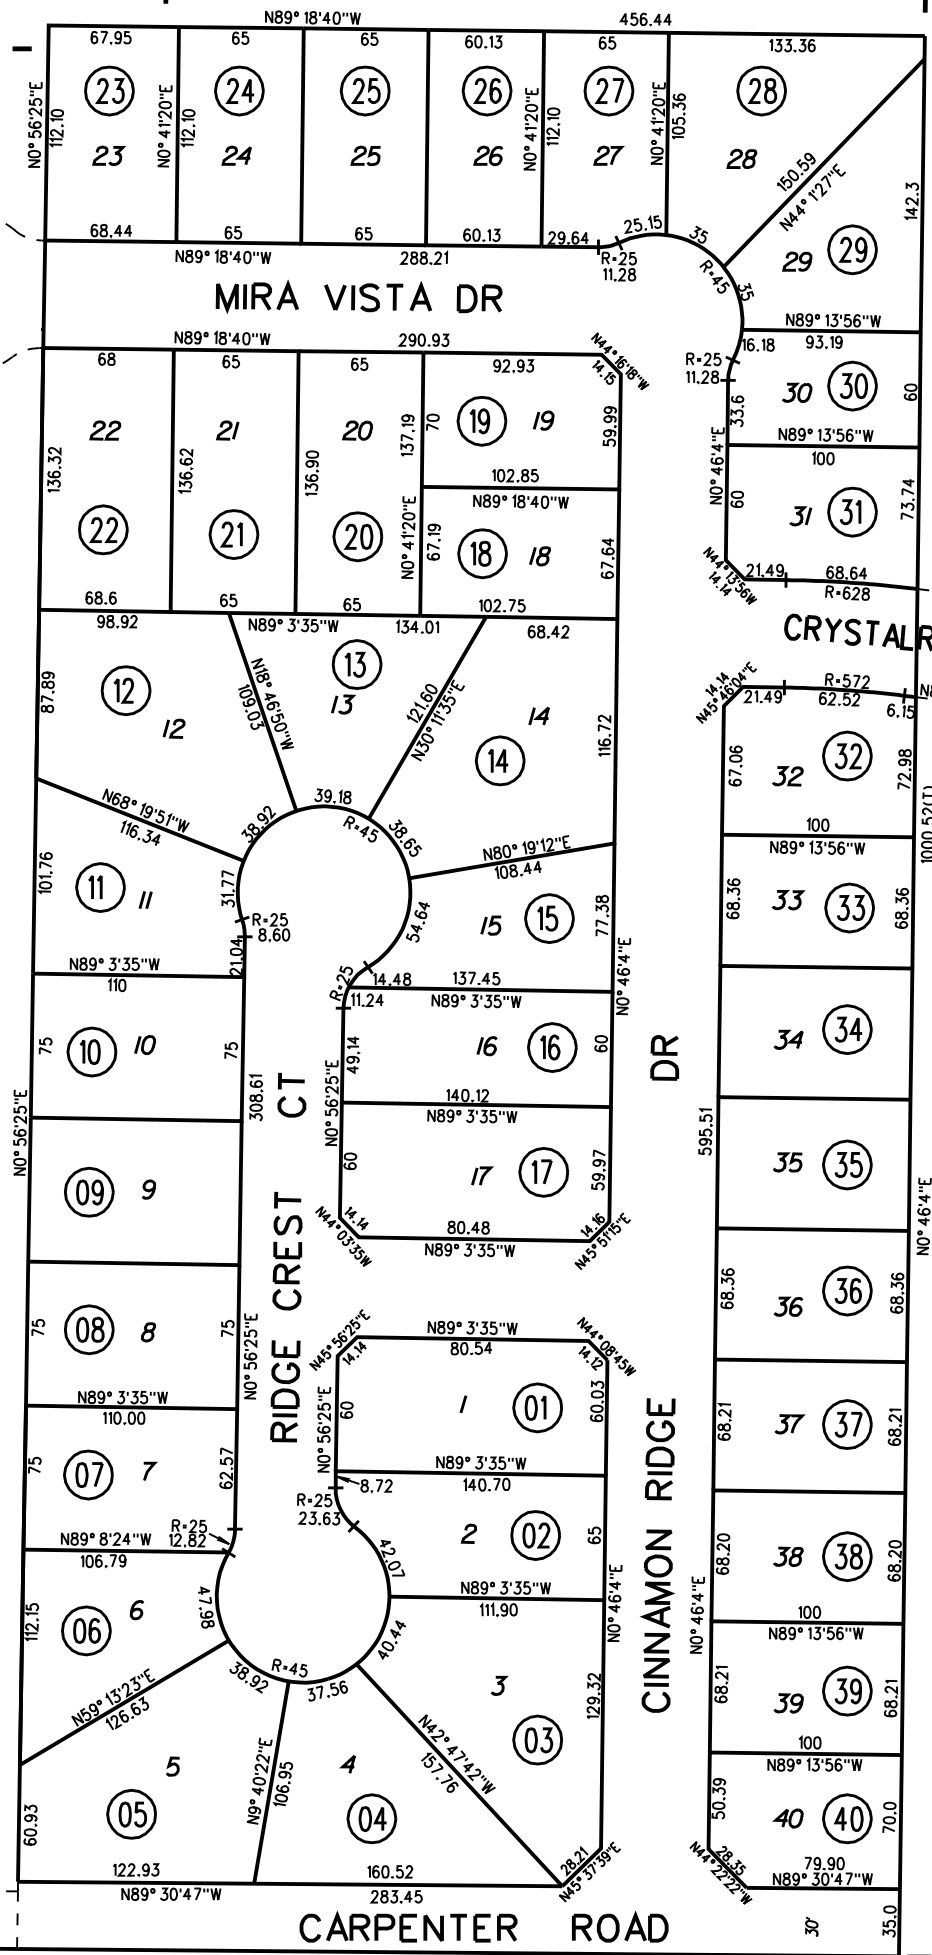 N89° 18'40"W 456.44
67.95 65 65 60.13 65 133.36
N0° 56'25"E 112.10 N0° 41'20"E 112.10 N0° 41'20"E 112.10 N0° 41'20"E 105.36
23 24 25 26 27 28
23 24 25 26 27 28
150.59
N44° 1'27"E
142.3
29 29
68.44 65 65 60.13 29.64 25.15 35
R=25
11.28
R=45
35
N89° 18'40"W 288.21
MIRA VISTA DR
N89° 13'56"W
93.19
16.18
R=25
11.28
N89° 18'40"W 290.93
N44° 16'18"W
14.15
68 65 65 92.93
30 30
60
33.6
22 21 20 19 19
70
59.99
136.32 136.62 136.90 137.19
N89° 13'56"W
100
N0° 46'4"E
60
31 31
73.74
102.85
N89° 18'40"W
N0° 41'20"E
67.19
22 21 20 18 18
67.64
N44° 13'56W
14.14
21.49 68.64
R=628
68.6 65 65 102.75
98.92 N89° 3'35"W 134.01 68.42
CRYSTALR
87.89
12
12
N18° 46'50"W
109.03
13
13
121.60
N30° 11'35"E
14
14
116.72
14.14
N45° 46'04"E
R=572
21.49 62.52 6.15
N8
67.06
32 32
72.98
1000.52(T)
N68° 19'51"W
116.34
38.92
39.18
R=45
38.65
N80° 19'12"E
108.44
100
N89° 13'56"W
101.76
11 11
31.77
R=25
8.60
21.04
54.64
15 15
77.38
68.36
33 33
68.36
N89° 3'35"W
110
R=25
11.24
14.48 137.45
N89° 3'35"W
N0° 46'4"E
75
10 10
75
49.14
16 16
60
DR
34 34
308.61
CT
N0° 56'25"E
140.12
N89° 3'35"W
595.51
N0° 56'25"E
09 9
60
17 17
59.97
35 35
14.14
N44° 03'35W
80.48
N89° 3'35"W
14.16
N45° 51'15"E
N0° 46'4"E
75
08 8
75
N0° 56'25"E
RIDGE CREST
68.36
36 36
68.36
N45° 56'25"E
14.14
N89° 3'35"W
80.54
N44° 08'45W
14.12
N89° 3'35"W
110.00
N0° 56'25"E
60
1 01
60.03
68.21
37 37
68.21
75
07 7
62.57
N89° 3'35"W
140.70
8.72
R=25
23.63
R=25
12.82
2 02
65
CINNAMON RIDGE
N89° 8'24"W
106.79
42.07
68.20
38 38
68.20
112.15
06 6
47.98
N89° 3'35"W
111.90
N0° 46'4"E
N0° 46'4"E
100
N89° 13'56"W
R=45
38.92
37.56
40.44
3
03
129.32
68.21
39 39
68.21
N59° 13'23"E
126.63
N42° 47'42"W
157.76
100
N89° 13'56"W
60.93
5
05
N9° 40'22"E
106.95
4
04
50.39
40 40
70.0
28.21
N45° 37'39"E
28.35
N44° 22'22"W
122.93 160.52
N89° 30'47"W 283.45
79.90
N89° 30'47"W
CARPENTER ROAD
30'
35.0